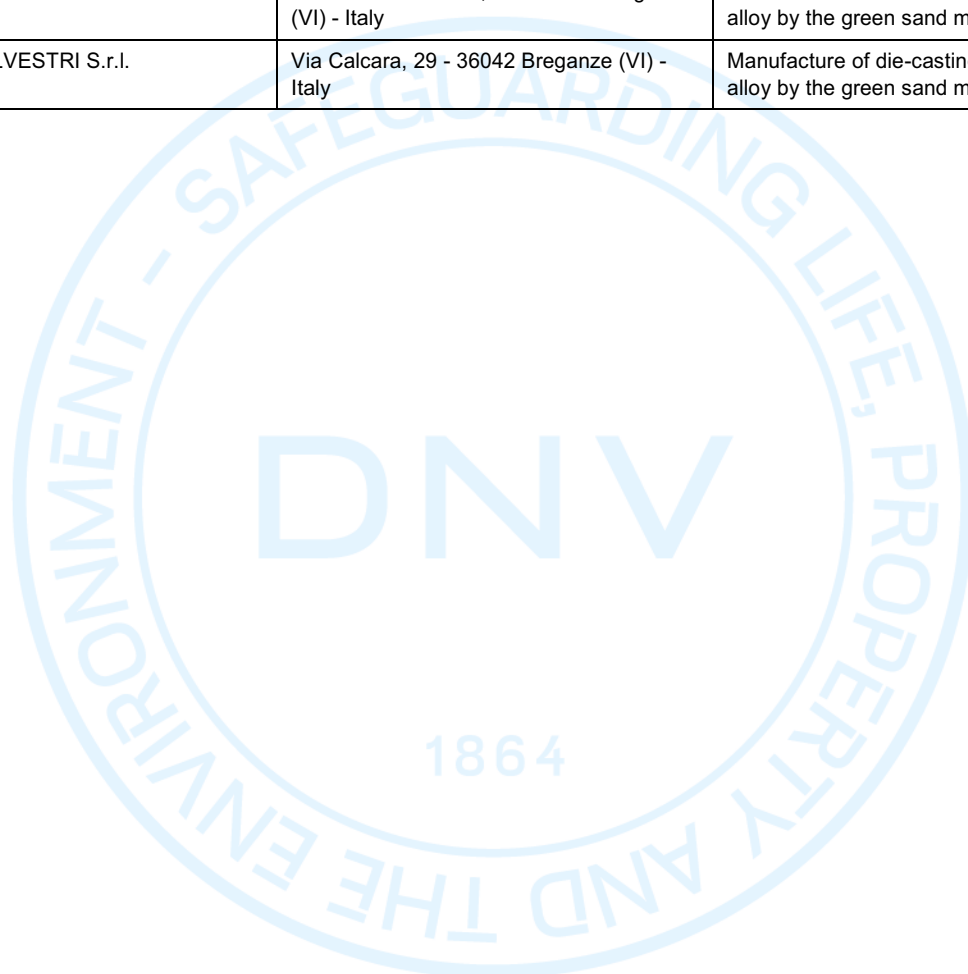 (VI) - Italy
alloy by the green sand m
VESTRI S.r.l.
Via Calcara, 29 - 36042 Breganze (VI) -
Italy
Manufacture of die-casting
alloy by the green sand m
SAFEGUARDING LIFE, PROPERTY AND THE ENVIRONMENT -
DNV
1864